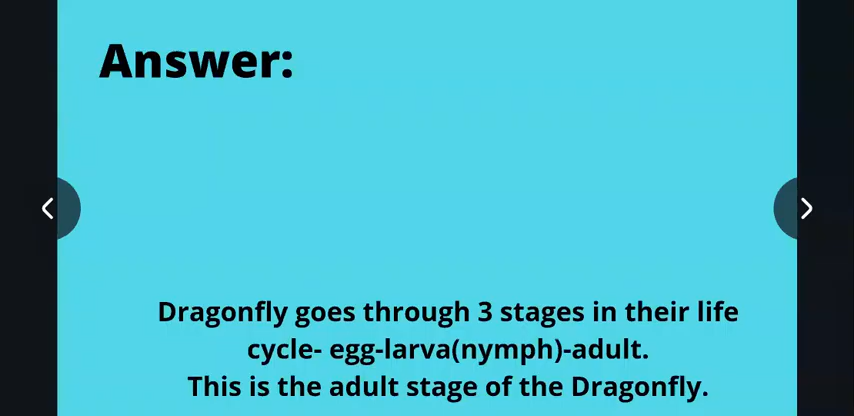 Answer:
Dragonfly goes through 3 stages in their life
cycle- egg-larva(nymph)-adult.
This is the adult stage of the Dragonfly.